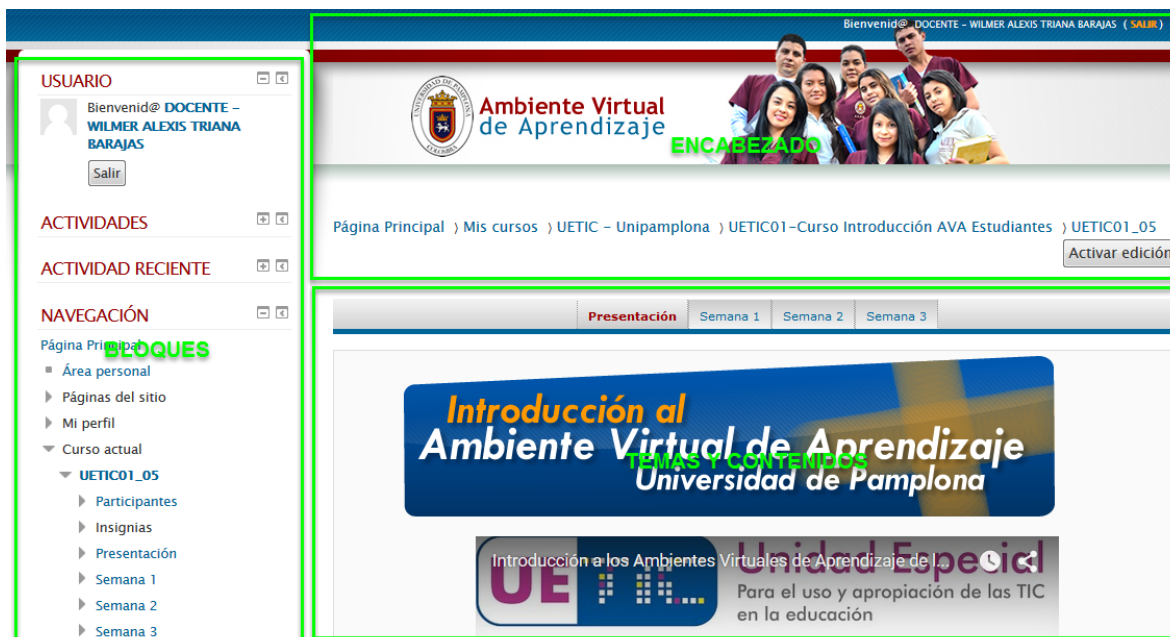 Bienvenid@ DOCENTE – WILMER ALEXIS TRIANA BARAJAS ( SALIR )
USUARIO
Bienvenid@ DOCENTE –
WILMER ALEXIS TRIANA
BARAJAS
Salir
ACTIVIDADES
ACTIVIDAD RECIENTE
NAVEGACIÓN
Página Principal
BLOQUES
Área personal
Páginas del sitio
Mi perfil
Curso actual
UETIC01_05
Participantes
Insignias
Presentación
Semana 1
Semana 2
Semana 3
UNIVERSIDAD DE PAMPLONA
COLOMBIA
Ambiente Virtual
de Aprendizaje
ENCABEZADO
Página Principal 〉 Mis cursos 〉 UETIC – Unipamplona 〉 UETIC01–Curso Introducción AVA Estudiantes 〉 UETIC01_05
Activar edición
Presentación Semana 1 Semana 2 Semana 3
Introducción al
Ambiente Virtual de Aprendizaje
TEMAS Y CONTENIDOS
Universidad de Pamplona
Introducción a los Ambientes Virtuales de Aprendizaje de l...
UETIC
Unidad Especial
Para el uso y apropiación de las TIC
en la educación